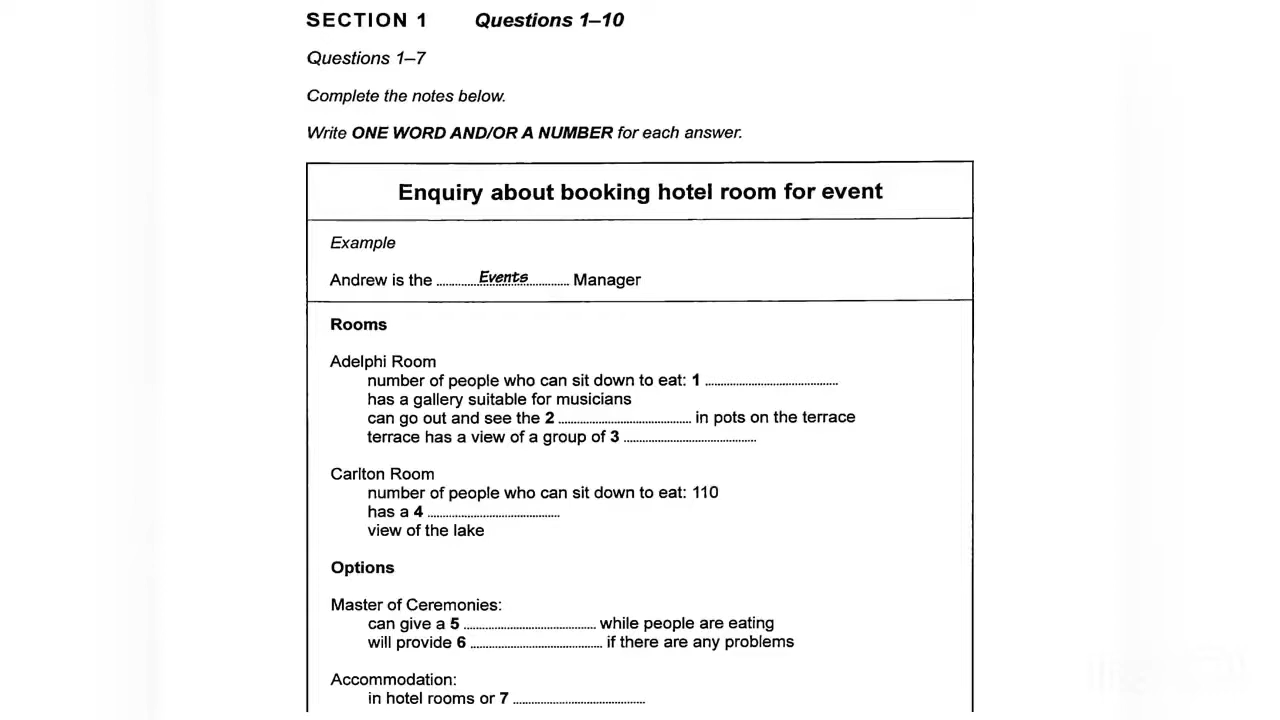 SECTION 1 Questions 1–10
Questions 1–7
Complete the notes below.
Write ONE WORD AND/OR A NUMBER for each answer.
Enquiry about booking hotel room for event
Example
Andrew is the ........... Events ........... Manager
Rooms
Adelphi Room
number of people who can sit down to eat: 1 ...........................
has a gallery suitable for musicians
can go out and see the 2 ........................... in pots on the terrace
terrace has a view of a group of 3 ...........................
Carlton Room
number of people who can sit down to eat: 110
has a 4 ...........................
view of the lake
Options
Master of Ceremonies:
can give a 5 ........................... while people are eating
will provide 6 ........................... if there are any problems
Accommodation:
in hotel rooms or 7 ...........................